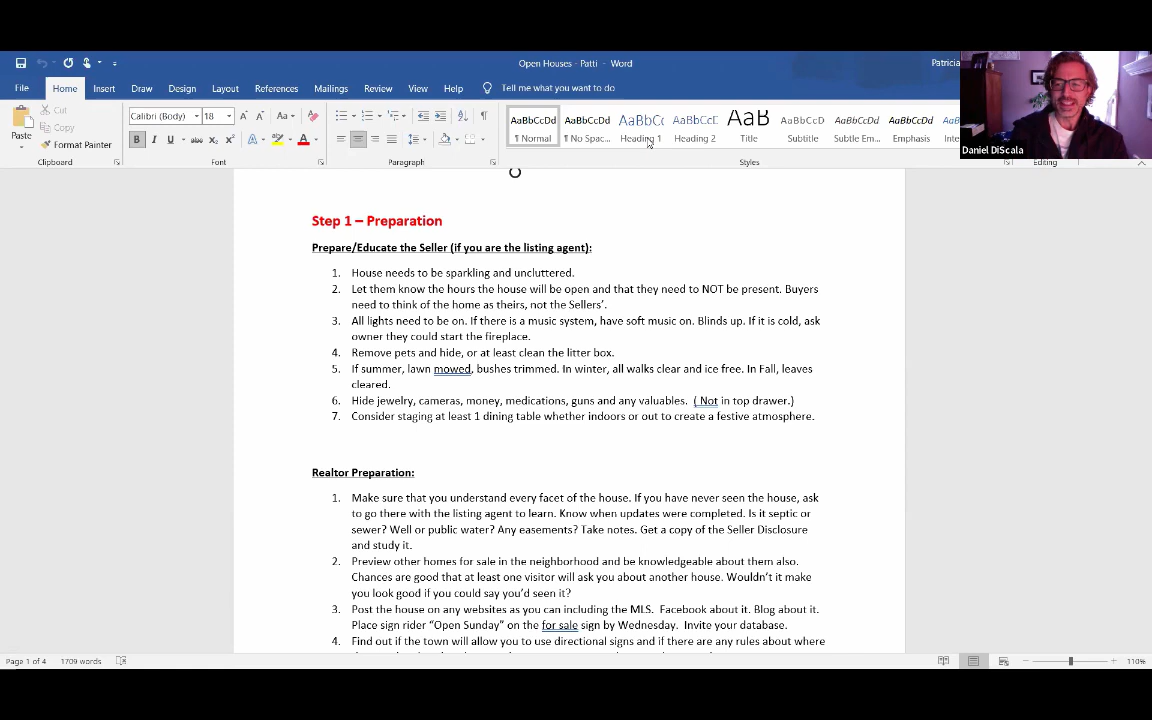 Open Houses - Patti - Word
Patricia
File Home Insert Draw Design Layout References Mailings Review View Help Tell me what you want to do
Paste
Cut
Copy
Format Painter
Calibri (Body) 18
AaBbCcDd AaBbCcDd AaBbCc AaBbCcE AaB AaBbCcD AaBbCcDd AaBbCcDd AaBbCcDd
¶ Normal ¶ No Spac... Heading 1 Heading 2 Title Subtitle Subtle Em... Emphasis Inte
Clipboard Font Paragraph Styles Editing
Daniel DiScala
Step 1 – Preparation
Prepare/Educate the Seller (if you are the listing agent):
1. House needs to be sparkling and uncluttered.
2. Let them know the hours the house will be open and that they need to NOT be present. Buyers
need to think of the home as theirs, not the Sellers’.
3. All lights need to be on. If there is a music system, have soft music on. Blinds up. If it is cold, ask
owner they could start the fireplace.
4. Remove pets and hide, or at least clean the litter box.
5. If summer, lawn mowed, bushes trimmed. In winter, all walks clear and ice free. In Fall, leaves
cleared.
6. Hide jewelry, cameras, money, medications, guns and any valuables. ( Not in top drawer.)
7. Consider staging at least 1 dining table whether indoors or out to create a festive atmosphere.
Realtor Preparation:
1. Make sure that you understand every facet of the house. If you have never seen the house, ask
to go there with the listing agent to learn. Know when updates were completed. Is it septic or
sewer? Well or public water? Any easements? Take notes. Get a copy of the Seller Disclosure
and study it.
2. Preview other homes for sale in the neighborhood and be knowledgeable about them also.
Chances are good that at least one visitor will ask you about another house. Wouldn’t it make
you look good if you could say you’d seen it?
3. Post the house on any websites as you can including the MLS. Facebook about it. Blog about it.
Place sign rider “Open Sunday” on the for sale sign by Wednesday. Invite your database.
4. Find out if the town will allow you to use directional signs and if there are any rules about where
Page 1 of 4 1709 words 110%